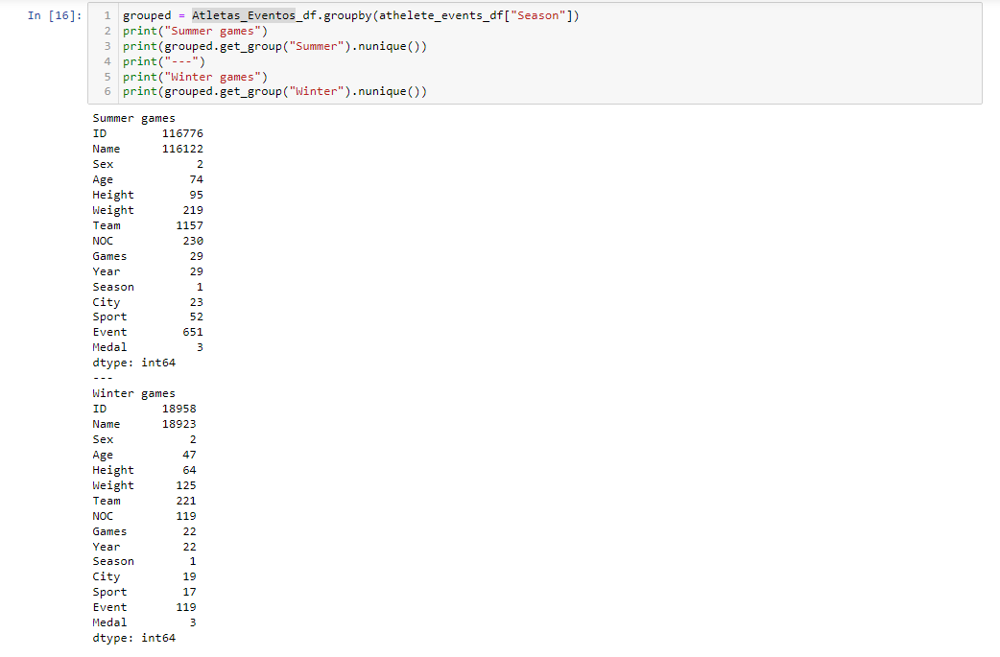 In [16]:
1 grouped = Atletas_Eventos_df.groupby(athelete_events_df["Season"])
2 print("Summer games")
3 print(grouped.get_group("Summer").nunique())
4 print("---")
5 print("Winter games")
6 print(grouped.get_group("Winter").nunique())
Summer games
ID 116776
Name 116122
Sex 2
Age 74
Height 95
Weight 219
Team 1157
NOC 230
Games 29
Year 29
Season 1
City 23
Sport 52
Event 651
Medal 3
dtype: int64
---
Winter games
ID 18958
Name 18923
Sex 2
Age 47
Height 64
Weight 125
Team 221
NOC 119
Games 22
Year 22
Season 1
City 19
Sport 17
Event 119
Medal 3
dtype: int64